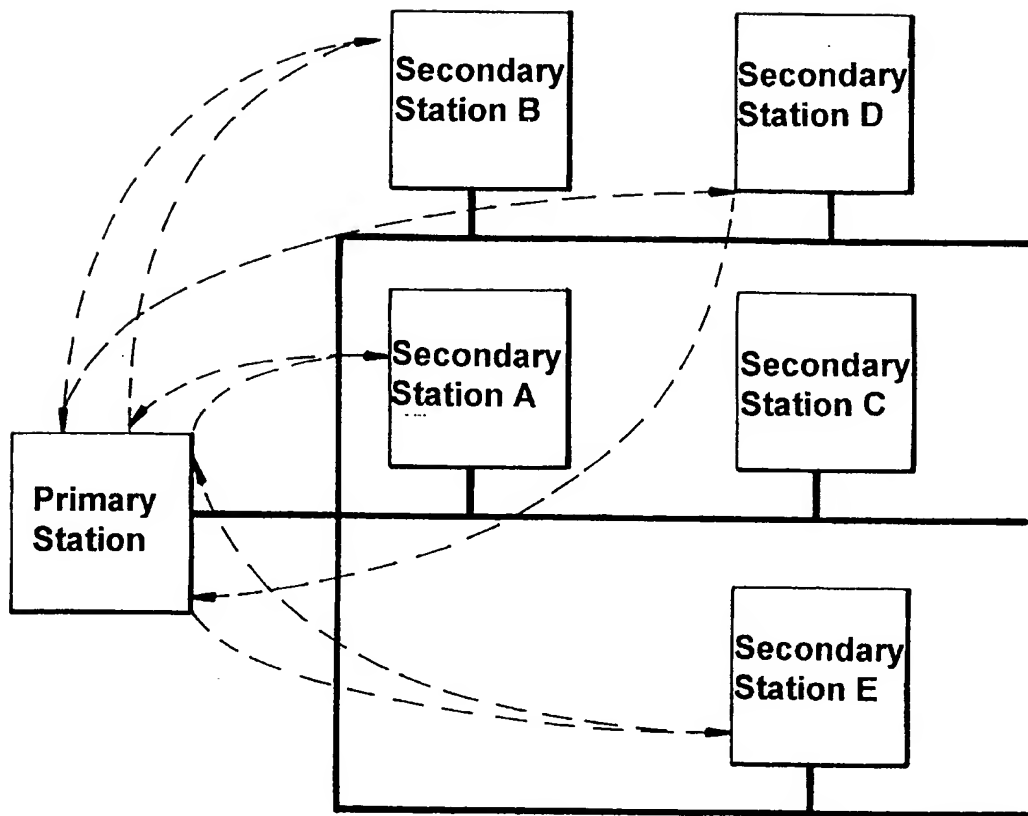 Secondary
Station B
Secondary
Station D
Secondary
Station A
Secondary
Station C
Primary
Station
Secondary
Station E